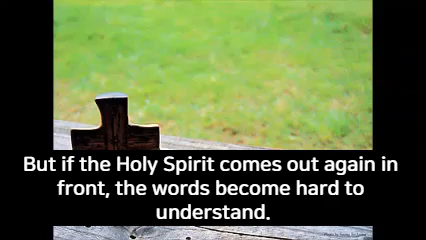 But if the Holy Spirit comes out again in
front, the words become hard to
understand.